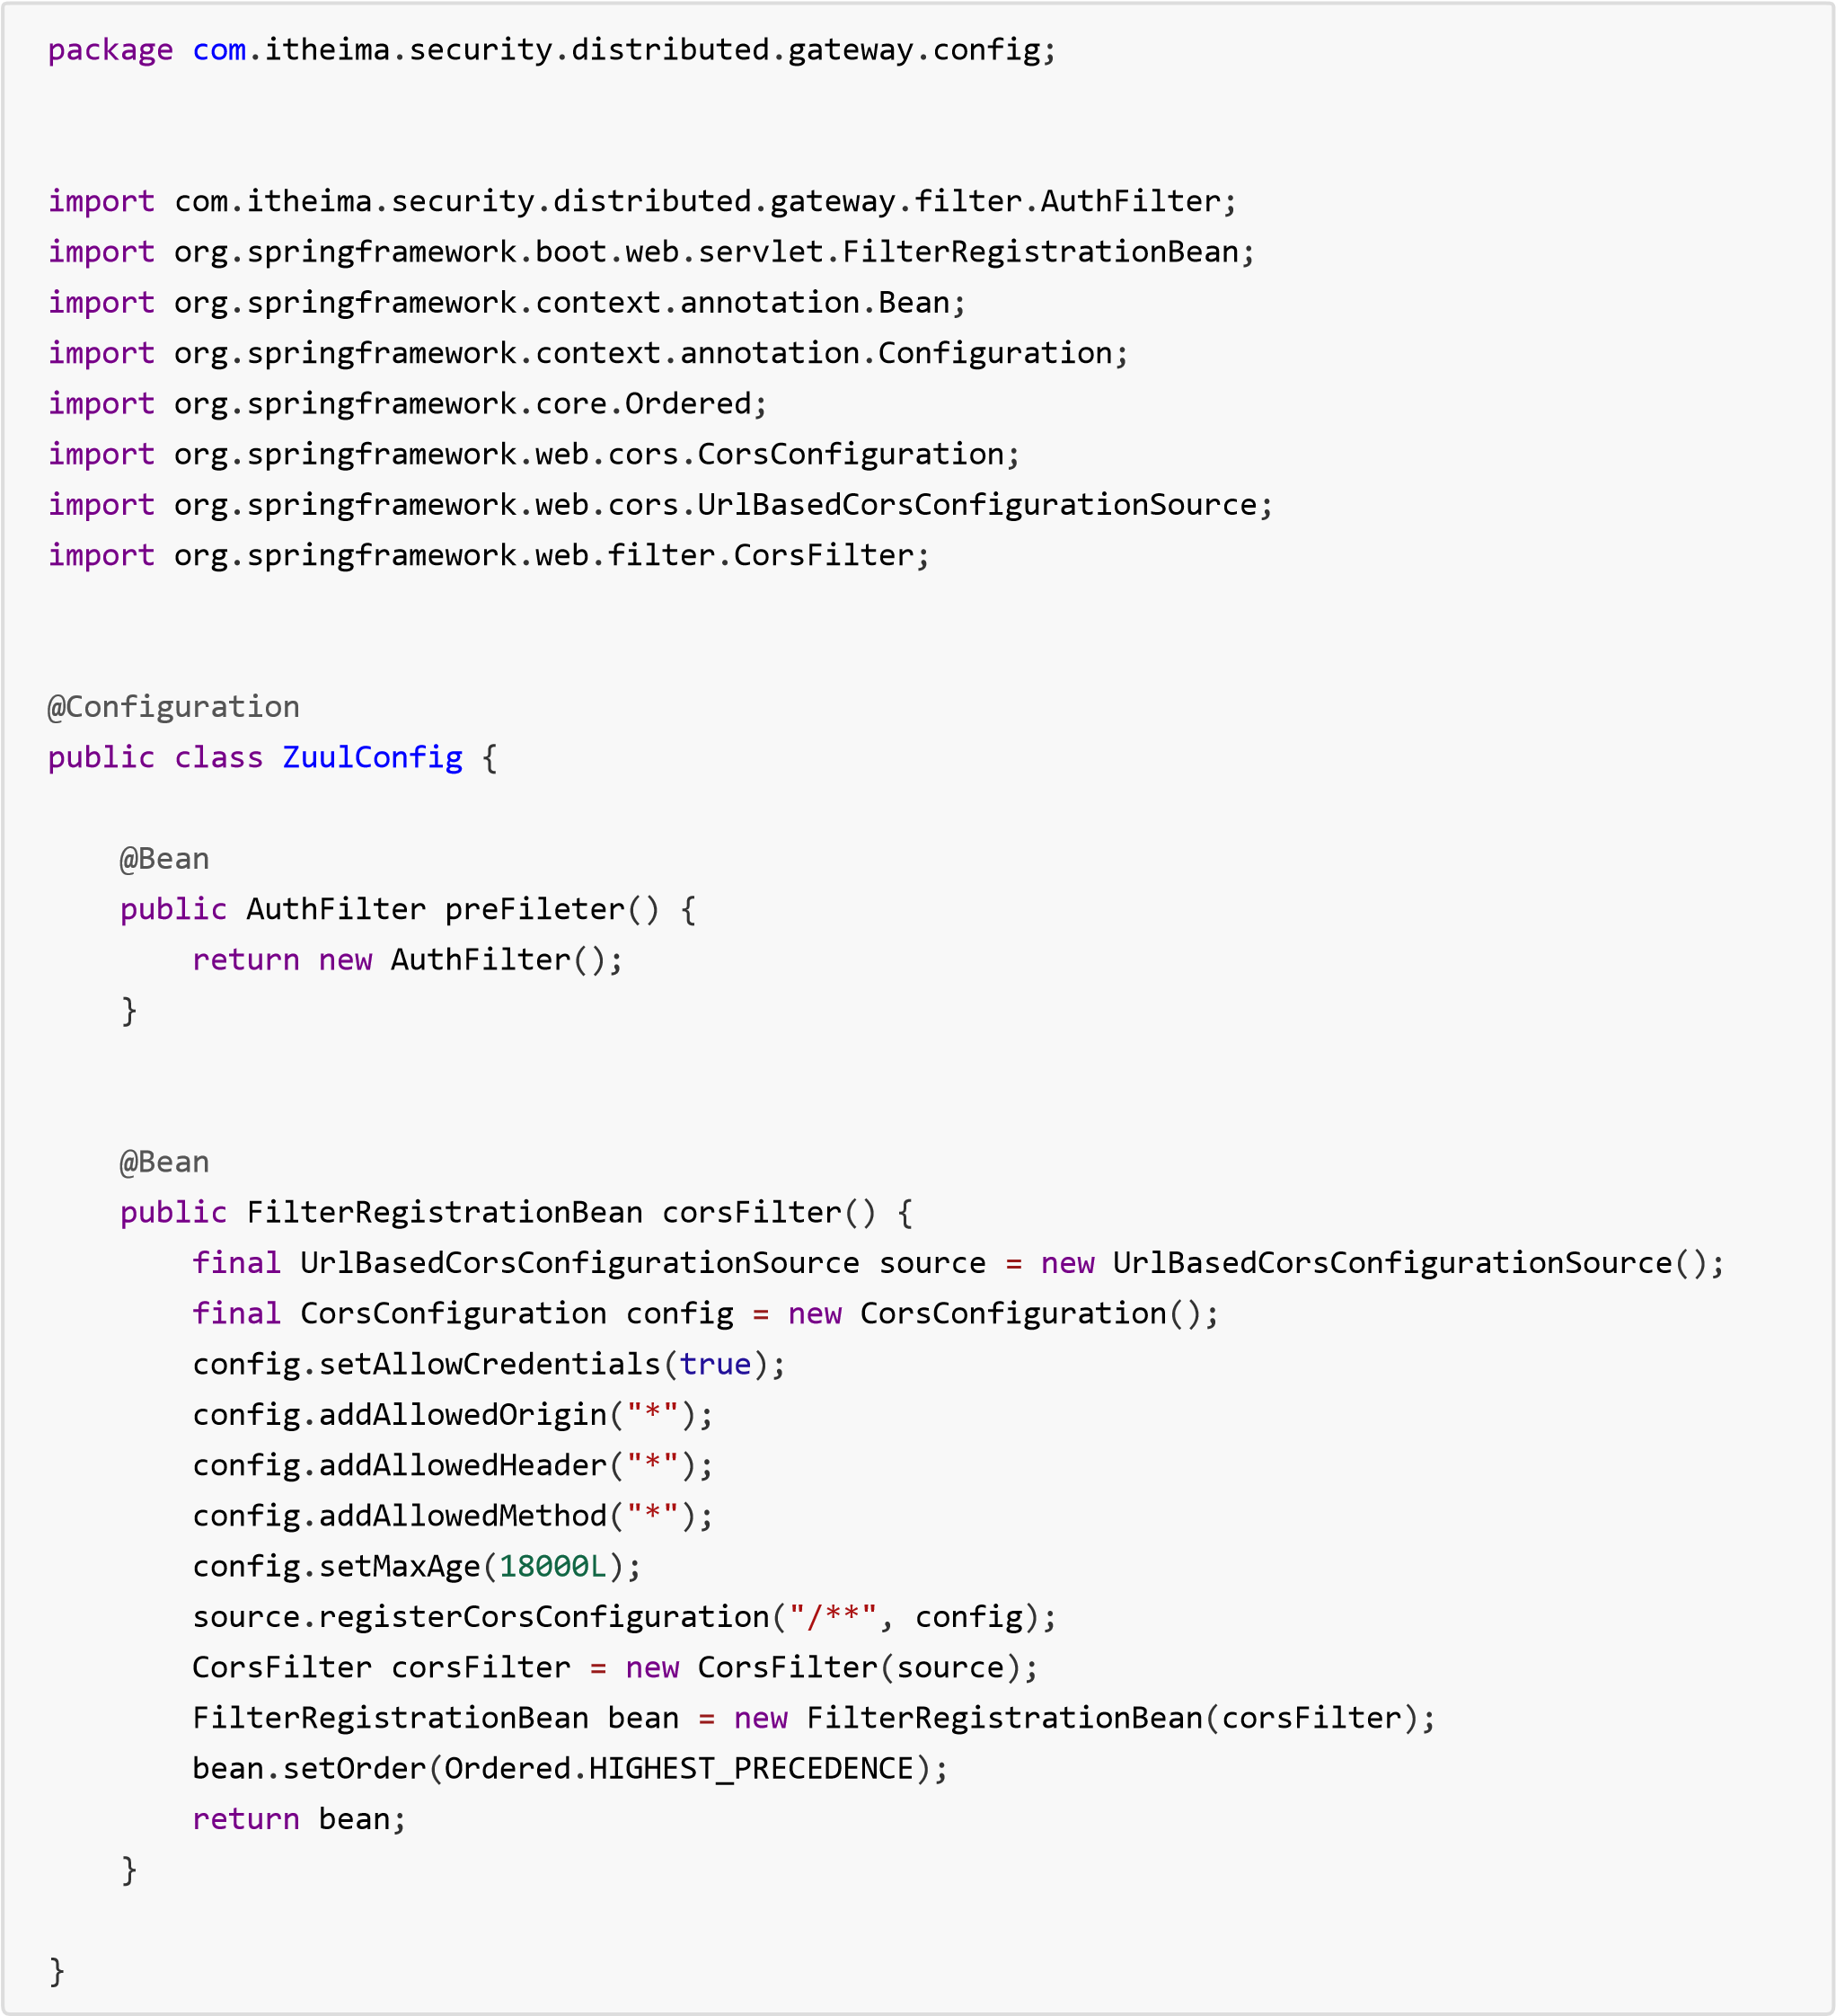 package com.itheima.security.distributed.gateway.config;
import com.itheima.security.distributed.gateway.filter.AuthFilter;
import org.springframework.boot.web.servlet.FilterRegistrationBean;
import org.springframework.context.annotation.Bean;
import org.springframework.context.annotation.Configuration;
import org.springframework.core.Ordered;
import org.springframework.web.cors.CorsConfiguration;
import org.springframework.web.cors.UrlBasedCorsConfigurationSource;
import org.springframework.web.filter.CorsFilter;
@Configuration
public class ZuulConfig {
    @Bean
    public AuthFilter preFileter() {
        return new AuthFilter();
    }
    @Bean
    public FilterRegistrationBean corsFilter() {
        final UrlBasedCorsConfigurationSource source = new UrlBasedCorsConfigurationSource();
        final CorsConfiguration config = new CorsConfiguration();
        config.setAllowCredentials(true);
        config.addAllowedOrigin("*");
        config.addAllowedHeader("*");
        config.addAllowedMethod("*");
        config.setMaxAge(18000L);
        source.registerCorsConfiguration("/**", config);
        CorsFilter corsFilter = new CorsFilter(source);
        FilterRegistrationBean bean = new FilterRegistrationBean(corsFilter);
        bean.setOrder(Ordered.HIGHEST_PRECEDENCE);
        return bean;
    }
}